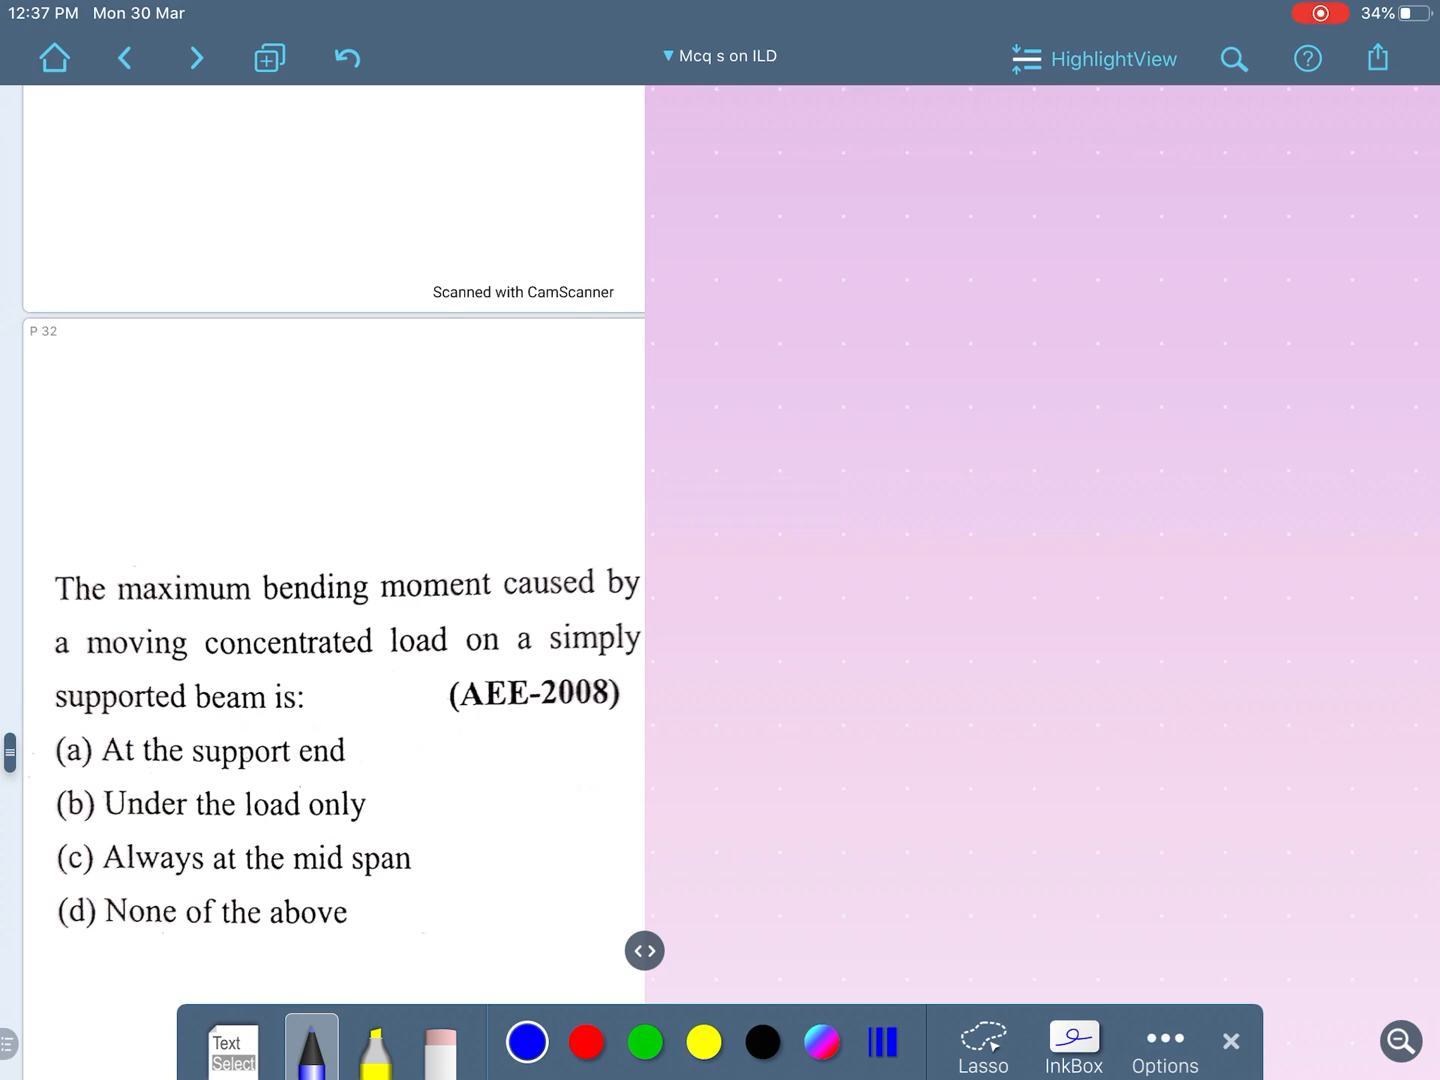 12:37 PM Mon 30 Mar
34%
Mcq s on ILD
HighlightView
Scanned with CamScanner
P 32
The maximum bending moment caused by
a moving concentrated load on a simply
supported beam is: (AEE-2008)
(a) At the support end
(b) Under the load only
(c) Always at the mid span
(d) None of the above
Text
Select
Lasso
InkBox
Options